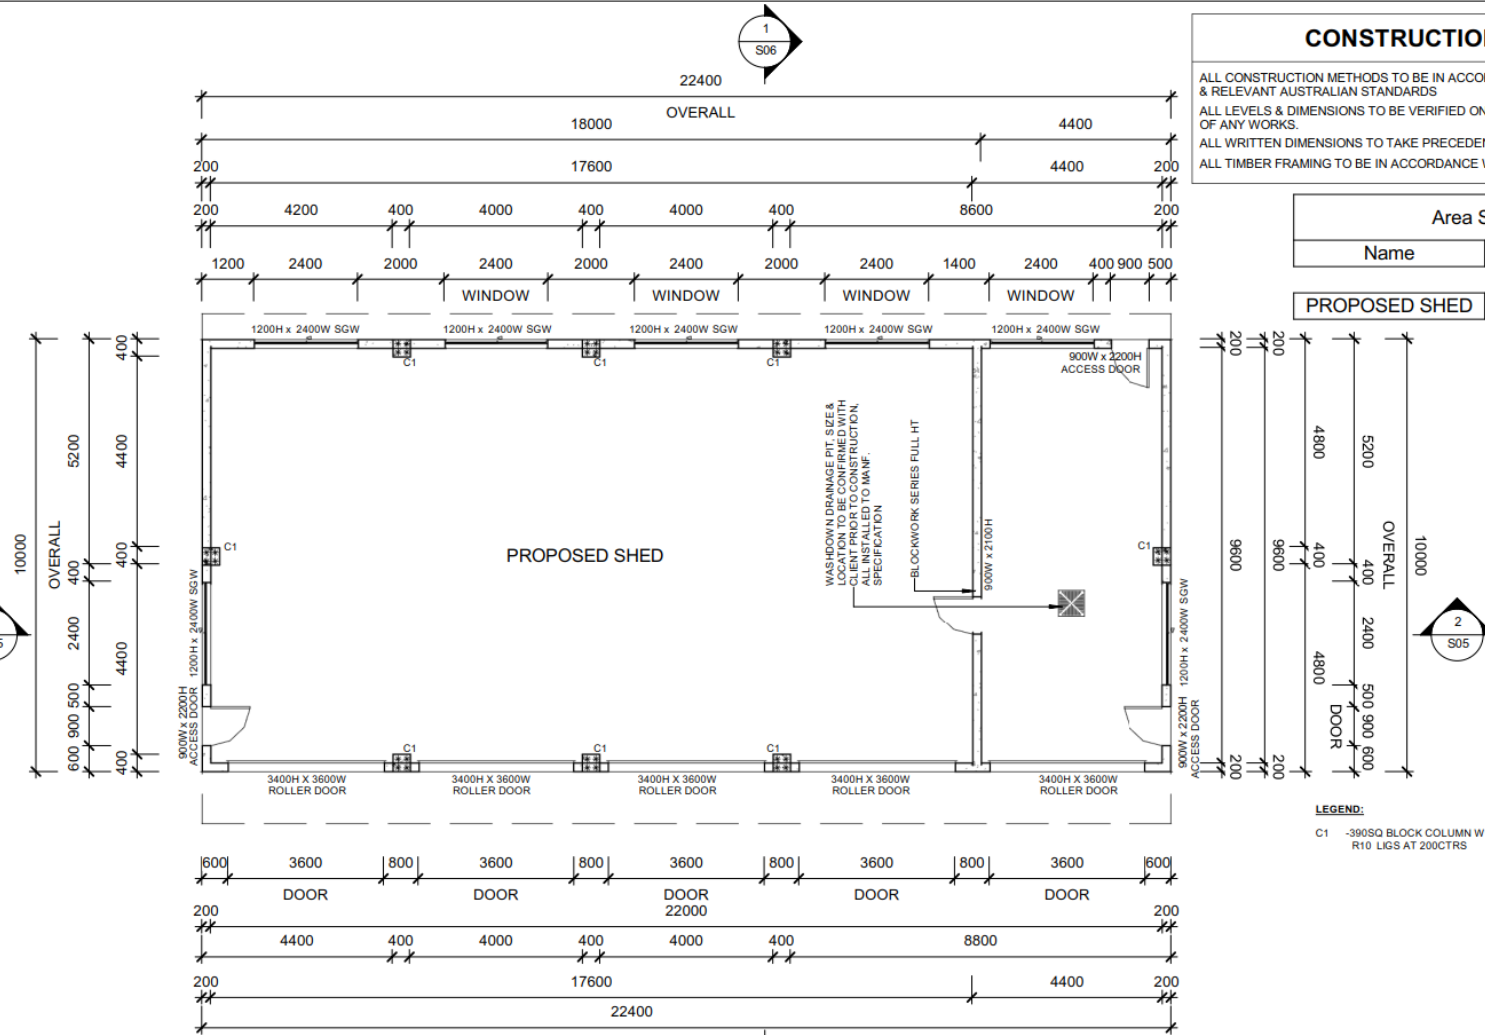 1
S06
CONSTRUCTION
ALL CONSTRUCTION METHODS TO BE IN ACCO
& RELEVANT AUSTRALIAN STANDARDS
ALL LEVELS & DIMENSIONS TO BE VERIFIED ON
OF ANY WORKS.
ALL WRITTEN DIMENSIONS TO TAKE PRECEDE
ALL TIMBER FRAMING TO BE IN ACCORDANCE
Area S
Name
PROPOSED SHED
22400
OVERALL
18000 4400
200 17600 4400 200
200 4200 400 4000 400 4000 400 8600 200
1200 2400 2000 2400 2000 2400 2000 2400 1400 2400 400 900 500
WINDOW WINDOW WINDOW WINDOW
1200H x 2400W SGW 1200H x 2400W SGW 1200H x 2400W SGW 1200H x 2400W SGW 1200H x 2400W SGW
C1 C1 C1
900W x 2200H
ACCESS DOOR
10000
OVERALL
5200 400 2400 500 900 600
400 4400 400 4400 400
C1
1200H x 2400W SGW
900W x 2200H
ACCESS DOOR
PROPOSED SHED
WASHDOWN DRAINAGE PIT, SIZE &
LOCATION TO BE CONFIRMED WITH
CLIENT PRIOR TO CONSTRUCTION,
ALL INSTALLED TO MANF.
SPECIFICATION
BLOCKWORK SERIES FULL HT
900W x 2100H
C1
1200H x 2400W SGW
900W x 2200H
ACCESS DOOR
200 9600 200
200 9600 200
4800 400 4800
DOOR
5200 400 2400 500 900 600
OVERALL
10000
2
S05
5
C1 C1 C1
3400H X 3600W 3400H X 3600W 3400H X 3600W 3400H X 3600W 3400H X 3600W
ROLLER DOOR ROLLER DOOR ROLLER DOOR ROLLER DOOR ROLLER DOOR
LEGEND:
C1 -390SQ BLOCK COLUMN W
R10 LIGS AT 200CTRS
600 3600 800 3600 800 3600 800 3600 800 3600 600
DOOR DOOR DOOR DOOR DOOR
200 22000 200
4400 400 4000 400 4000 400 8800
200 17600 4400 200
22400